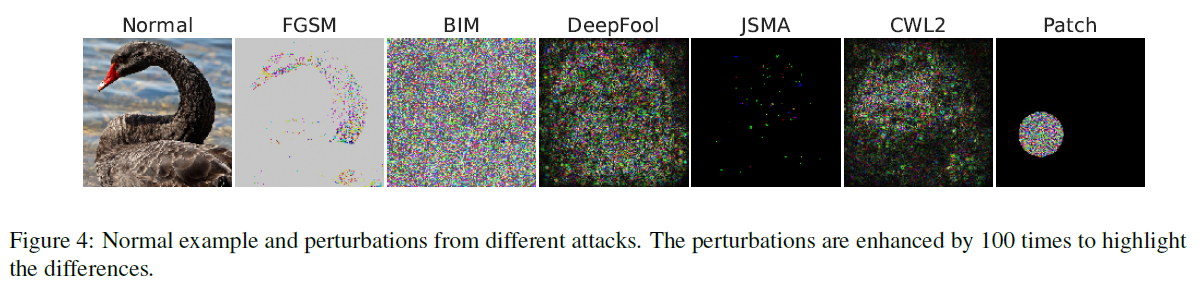 Normal FGSM BIM DeepFool JSMA CWL2 Patch
Figure 4: Normal example and perturbations from different attacks. The perturbations are enhanced by 100 times to highlight
the differences.